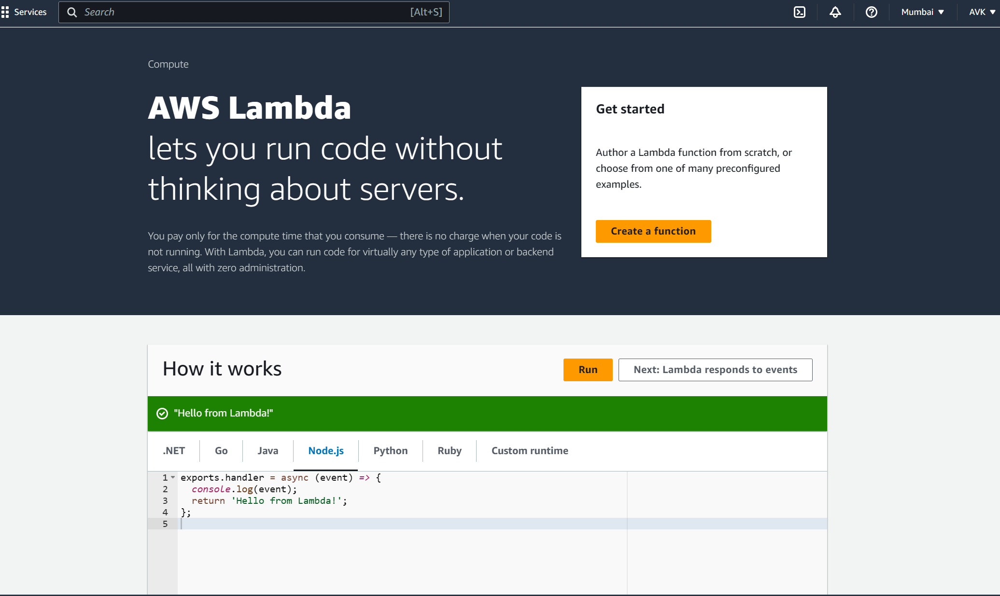 Services
Search [Alt+S]
Mumbai ▼
AVK ▼
Compute
AWS Lambda
lets you run code without
thinking about servers.
You pay only for the compute time that you consume — there is no charge when your code is
not running. With Lambda, you can run code for virtually any type of application or backend
service, all with zero administration.
Get started
Author a Lambda function from scratch, or
choose from one of many preconfigured
examples.
Create a function
How it works
Run
Next: Lambda responds to events
"Hello from Lambda!"
.NET Go Java Node.js Python Ruby Custom runtime
1 exports.handler = async (event) => {
2 console.log(event);
3 return 'Hello from Lambda!';
4 };
5